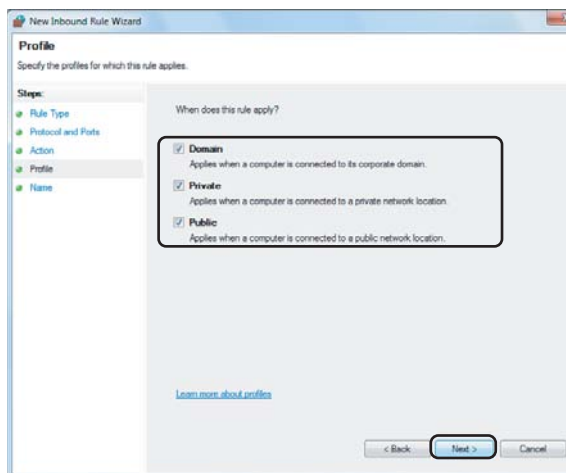 New Inbound Rule Wizard
Profile
Specify the profiles for which this rule applies.
Steps:
Rule Type
Protocol and Ports
Action
Profile
Name
When does this rule apply?
Domain
Applies when a computer is connected to its corporate domain.
Private
Applies when a computer is connected to a private network location.
Public
Applies when a computer is connected to a public network location.
Learn more about profiles
< Back
Next >
Cancel